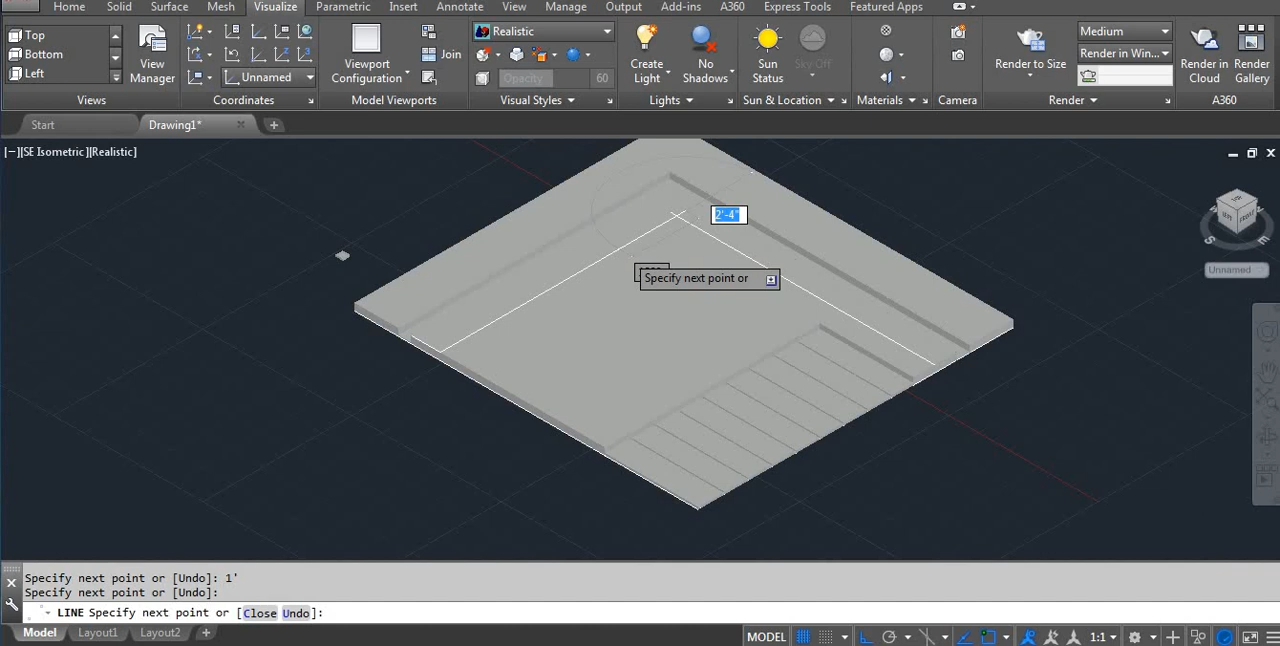 Home Solid Surface Mesh Visualize Parametric Insert Annotate View Manage Output Add-ins A360 Express Tools Featured Apps
Top
Bottom
Left
View
Manager
Views
Unnamed
Coordinates
Viewport
Configuration
Join
Model Viewports
Realistic
Opacity 60
Visual Styles
Create
Light
No
Shadows
Lights
Sun
Status
Sky Off
Sun & Location
Materials
Camera
Render to Size
Medium
Render in Win...
Render
Render in
Cloud
Render
Gallery
A360
Start
Drawing1*
[−][SE Isometric][Realistic]
2'-4"
Specify next point or
TOP
LEFT
FRONT
S
E
Unnamed
Specify next point or [Undo]: 1'
Specify next point or [Undo]:
LINE Specify next point or [Close Undo]:
Model Layout1 Layout2
MODEL
1:1